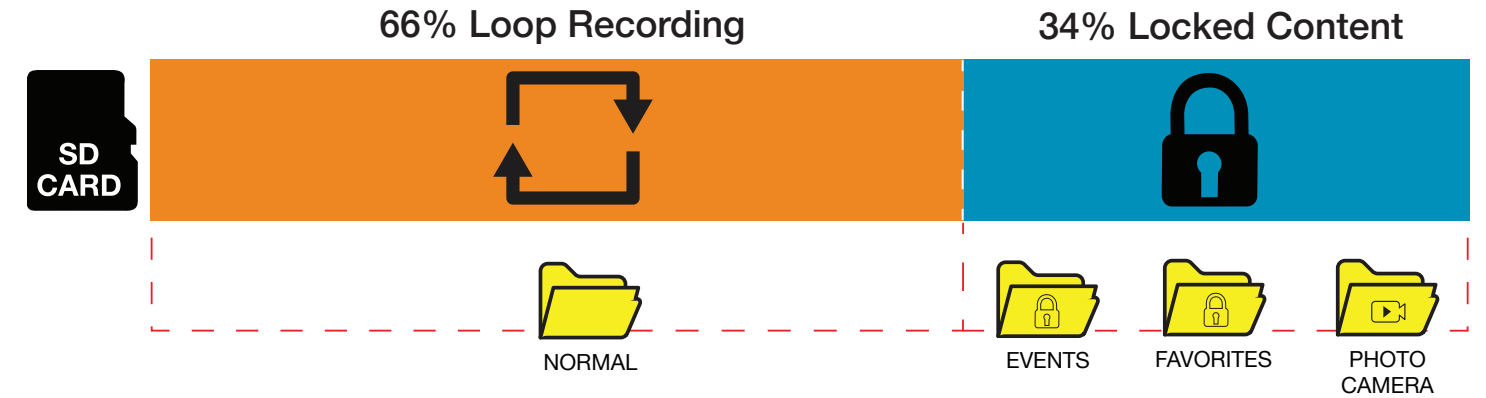 66% Loop Recording
34% Locked Content
SD
CARD
NORMAL
EVENTS
FAVORITES
PHOTO
CAMERA